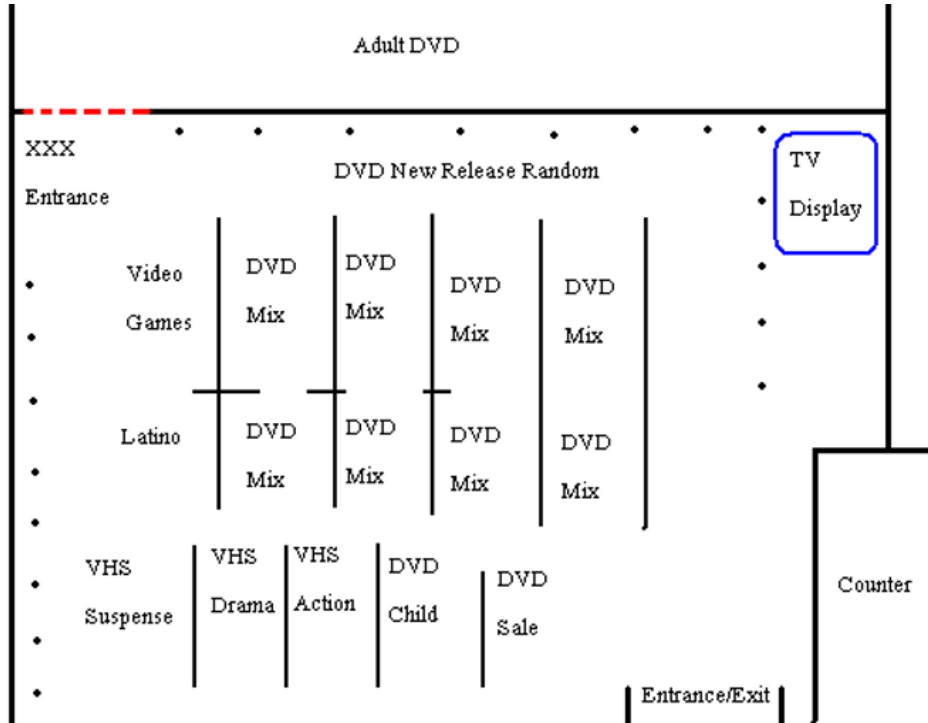 Adult DVD
XXX
Entrance
DVD New Release Random
TV
Display
Video
Games
DVD
Mix
DVD
Mix
DVD
Mix
DVD
Mix
Latino
DVD
Mix
DVD
Mix
DVD
Mix
DVD
Mix
VHS
Suspense
VHS
Drama
VHS
Action
DVD
Child
DVD
Sale
Counter
Entrance/Exit